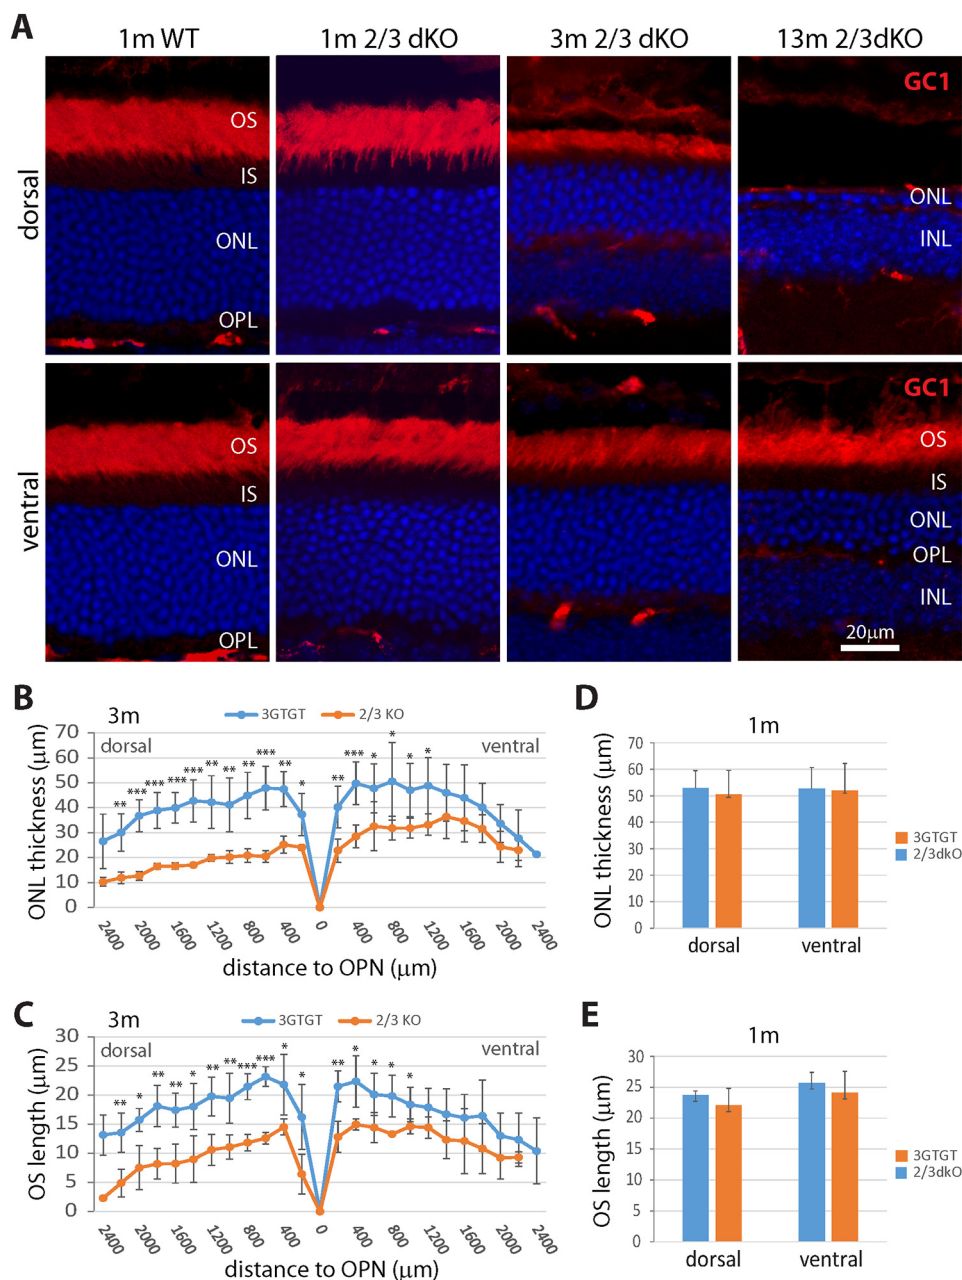 A
1m WT
1m 2/3 dKO
3m 2/3 dKO
13m 2/3dKO
dorsal
OS
IS
ONL
OPL
GC1
ONL
INL
ventral
OS
IS
ONL
OPL
GC1
OS
IS
ONL
OPL
INL
20μm
B
3m
3GTGT
2/3 KO
dorsal
ventral
ONL thickness (μm)
70
60
50
40
30
20
10
0
** *** *** *** *** ** ** ** *** ** * ** *** * * * *
2400 2000 1600 1200 800 400 0 400 800 1200 1600 2000 2400
distance to OPN (μm)
C
3m
3GTGT
2/3 KO
dorsal
ventral
OS length (μm)
30
25
20
15
10
5
0
** * ** ** * ** ** *** *** * * ** * * * *
2400 2000 1600 1200 800 400 0 400 800 1200 1600 2000 2400
distance to OPN (μm)
D
1m
ONL thickness (μm)
70
60
50
40
30
20
10
0
dorsal
ventral
3GTGT
2/3dkO
E
1m
OS length (μm)
30
25
20
15
10
5
0
dorsal
ventral
3GTGT
2/3dkO